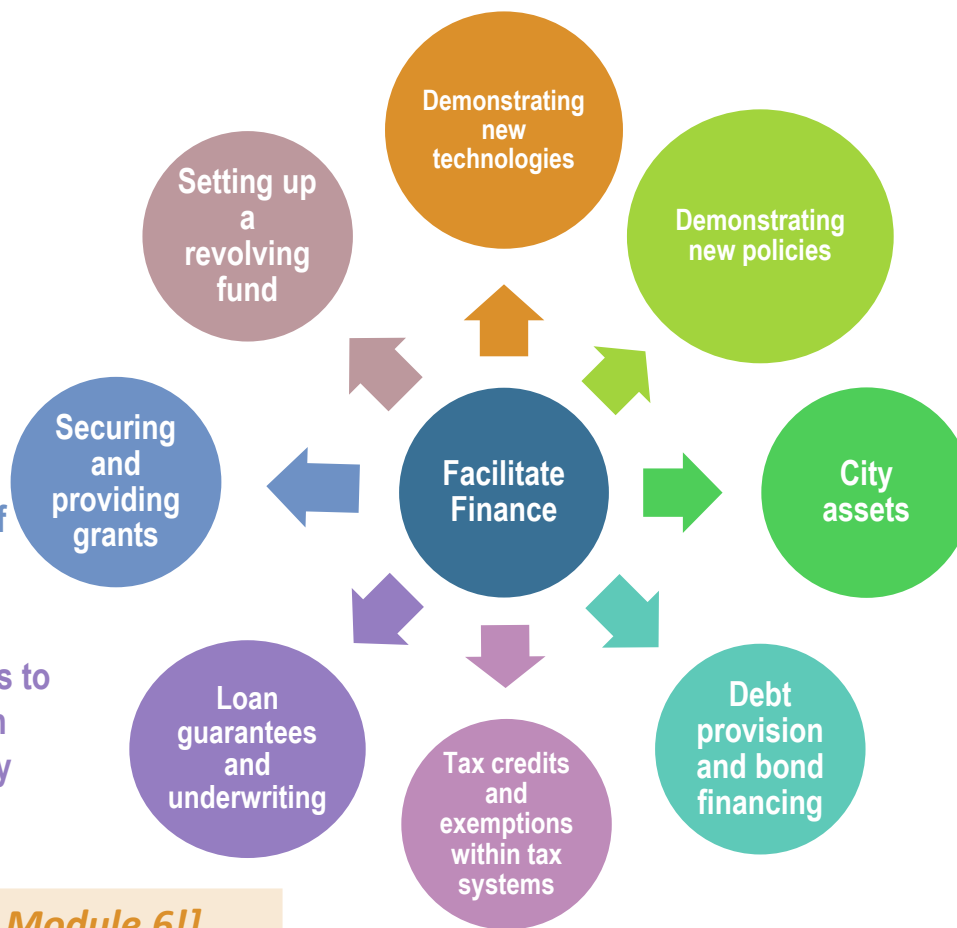 Demonstrating
new
technologies
Demonstrating
new policies
Setting up
a
revolving
fund
Securing
and
providing
grants
Facilitate
Finance
City
assets
Loan
guarantees
and
underwriting
Tax credits
and
exemptions
within tax
systems
Debt
provision
and bond
financing
s to
Module 6!]